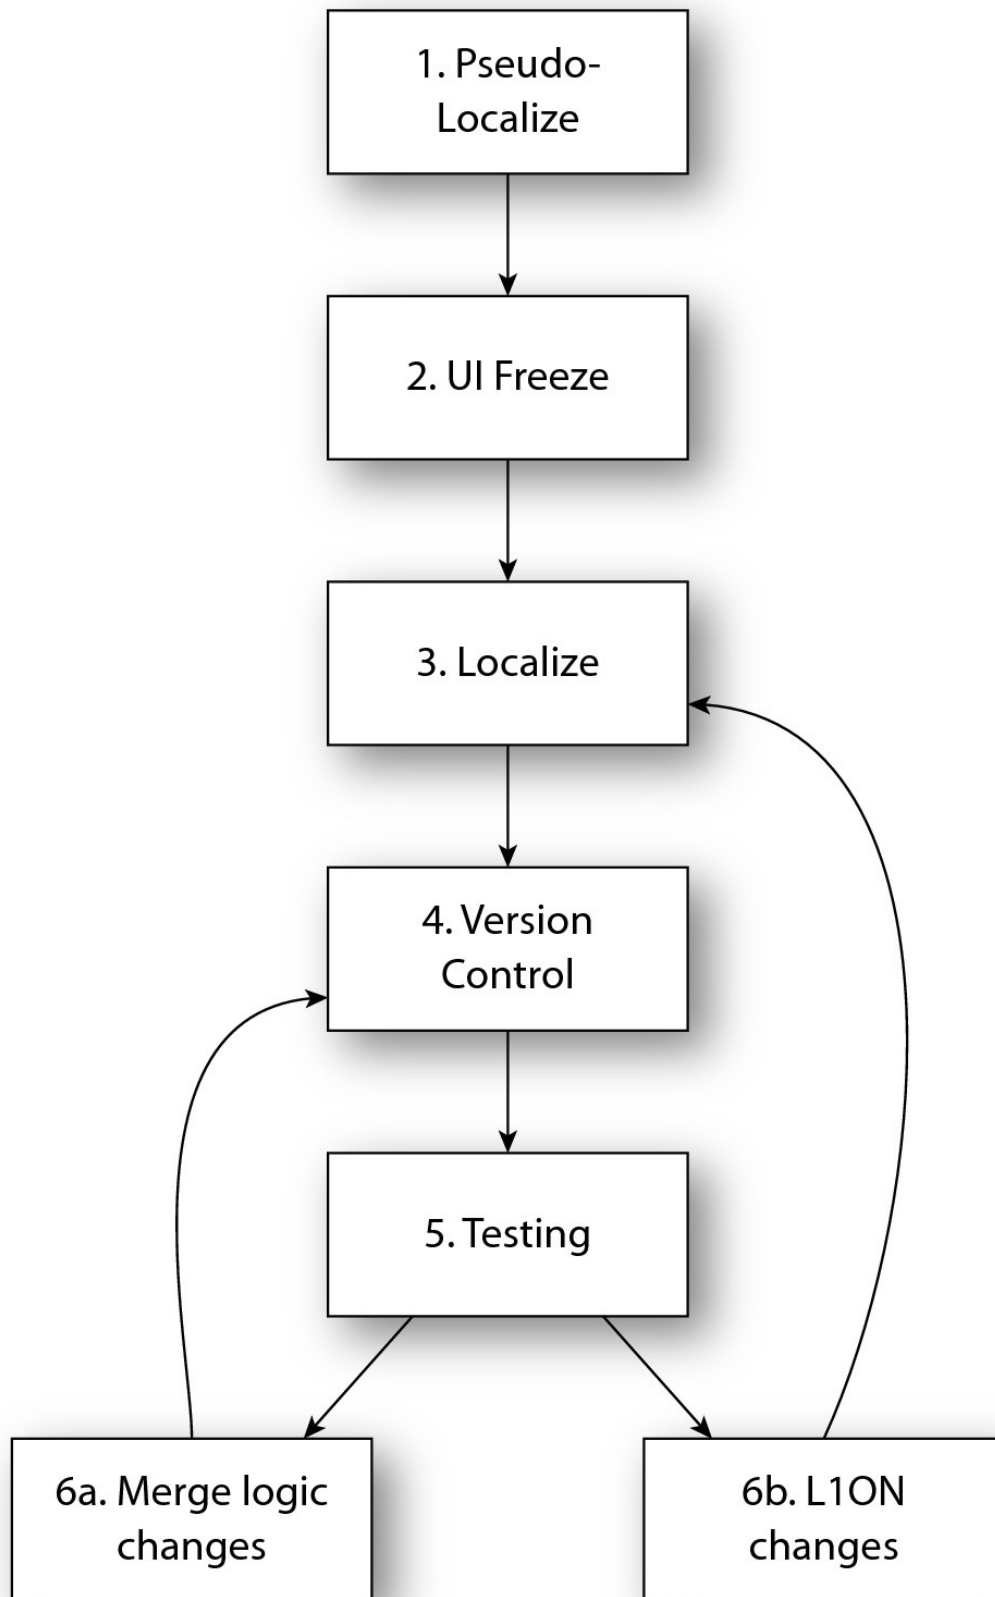 1. Pseudo-
Localize
2. UI Freeze
3. Localize
4. Version
Control
5. Testing
6a. Merge logic
changes
6b. L1ON
changes